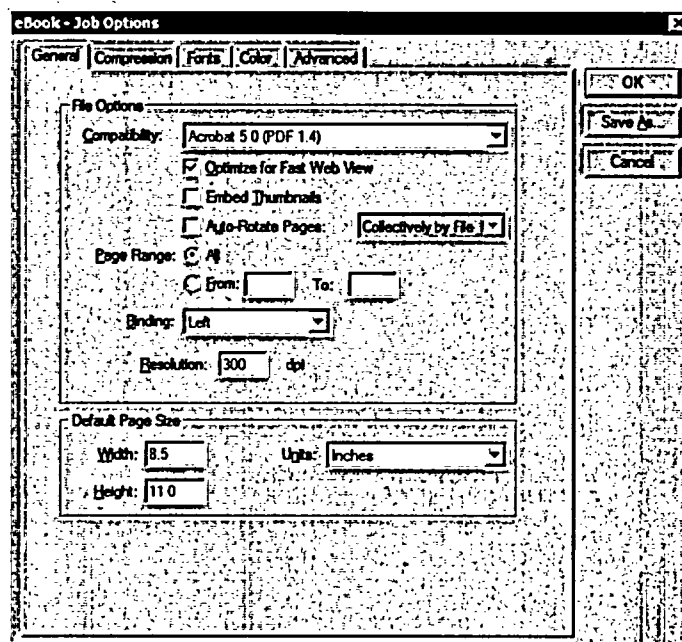 eBook - Job Options
General Compression Fonts Color Advanced
OK
Save As...
Cancel
File Options
Compatibility: Acrobat 5.0 (PDF 1.4)
Optimize for Fast Web View
Embed Thumbnails
Auto-Rotate Pages: Collectively by File
Page Range: All
From: To:
Binding: Left
Resolution: 300 dpi
Default Page Size
Width: 8.5 Units: Inches
Height: 11.0